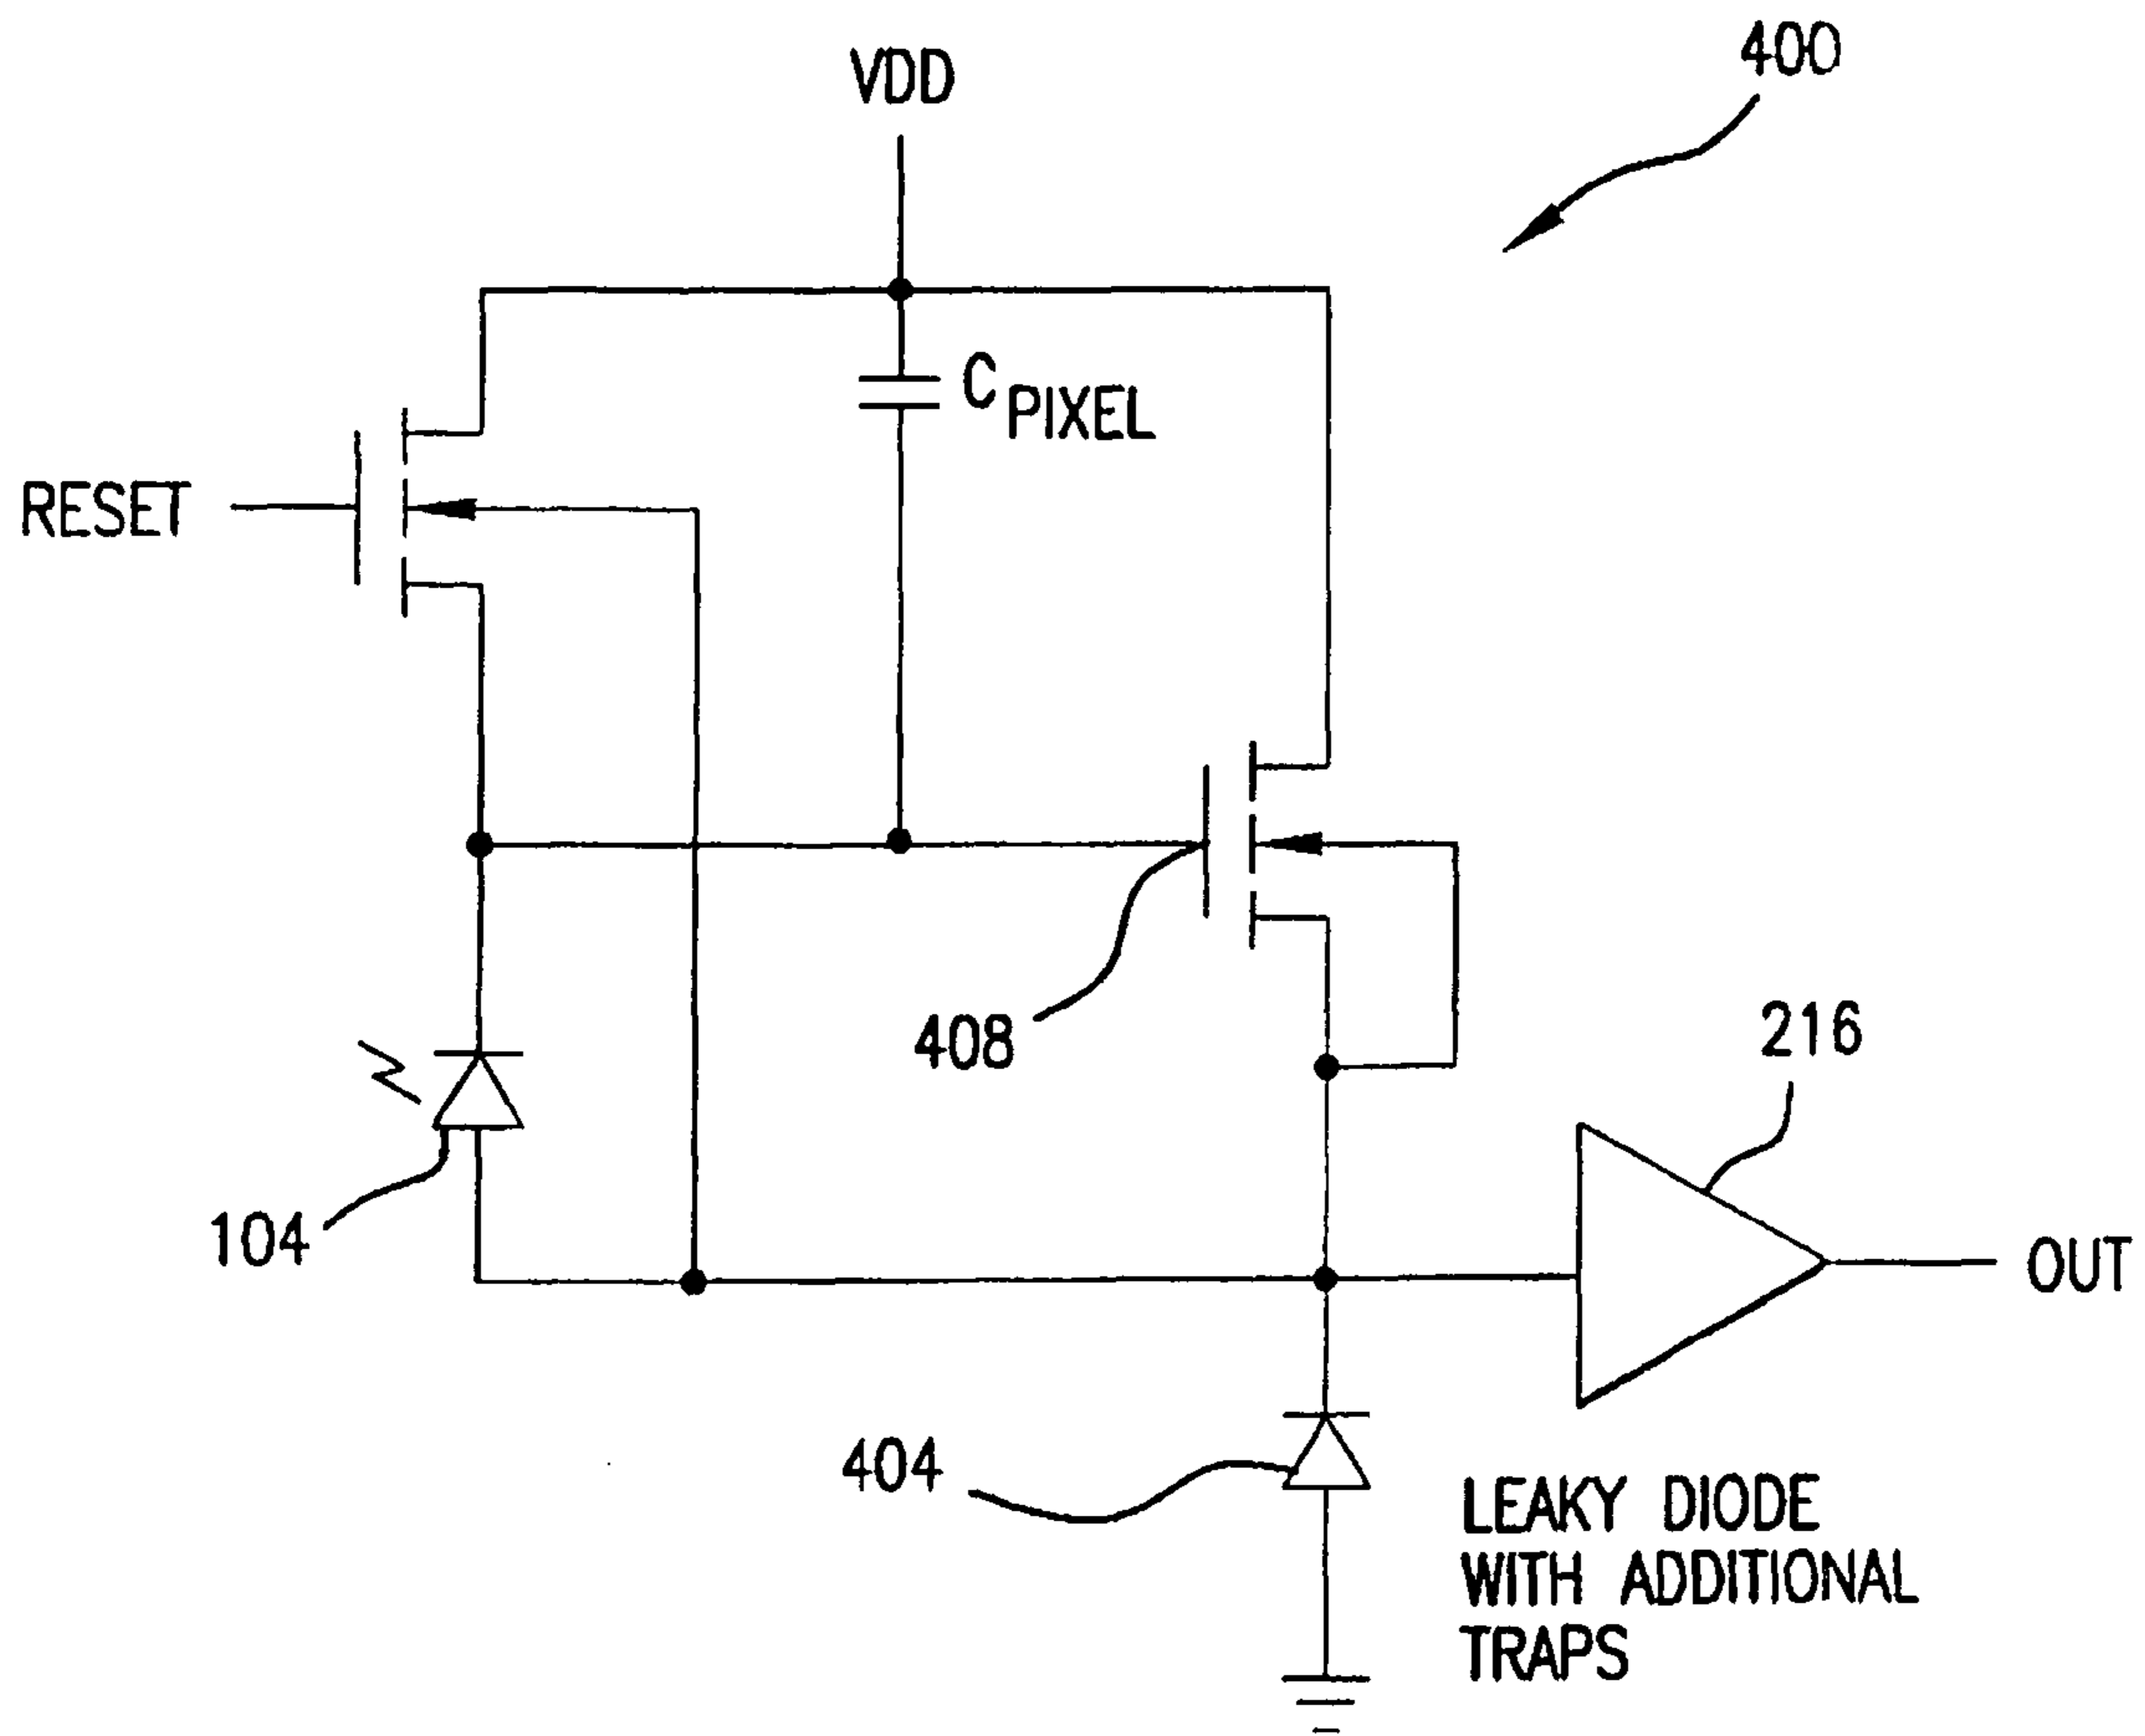 400
VDD
C PIXEL
RESET
408
216
104
OUT
404
LEAKY DIODE
WITH ADDITIONAL
TRAPS